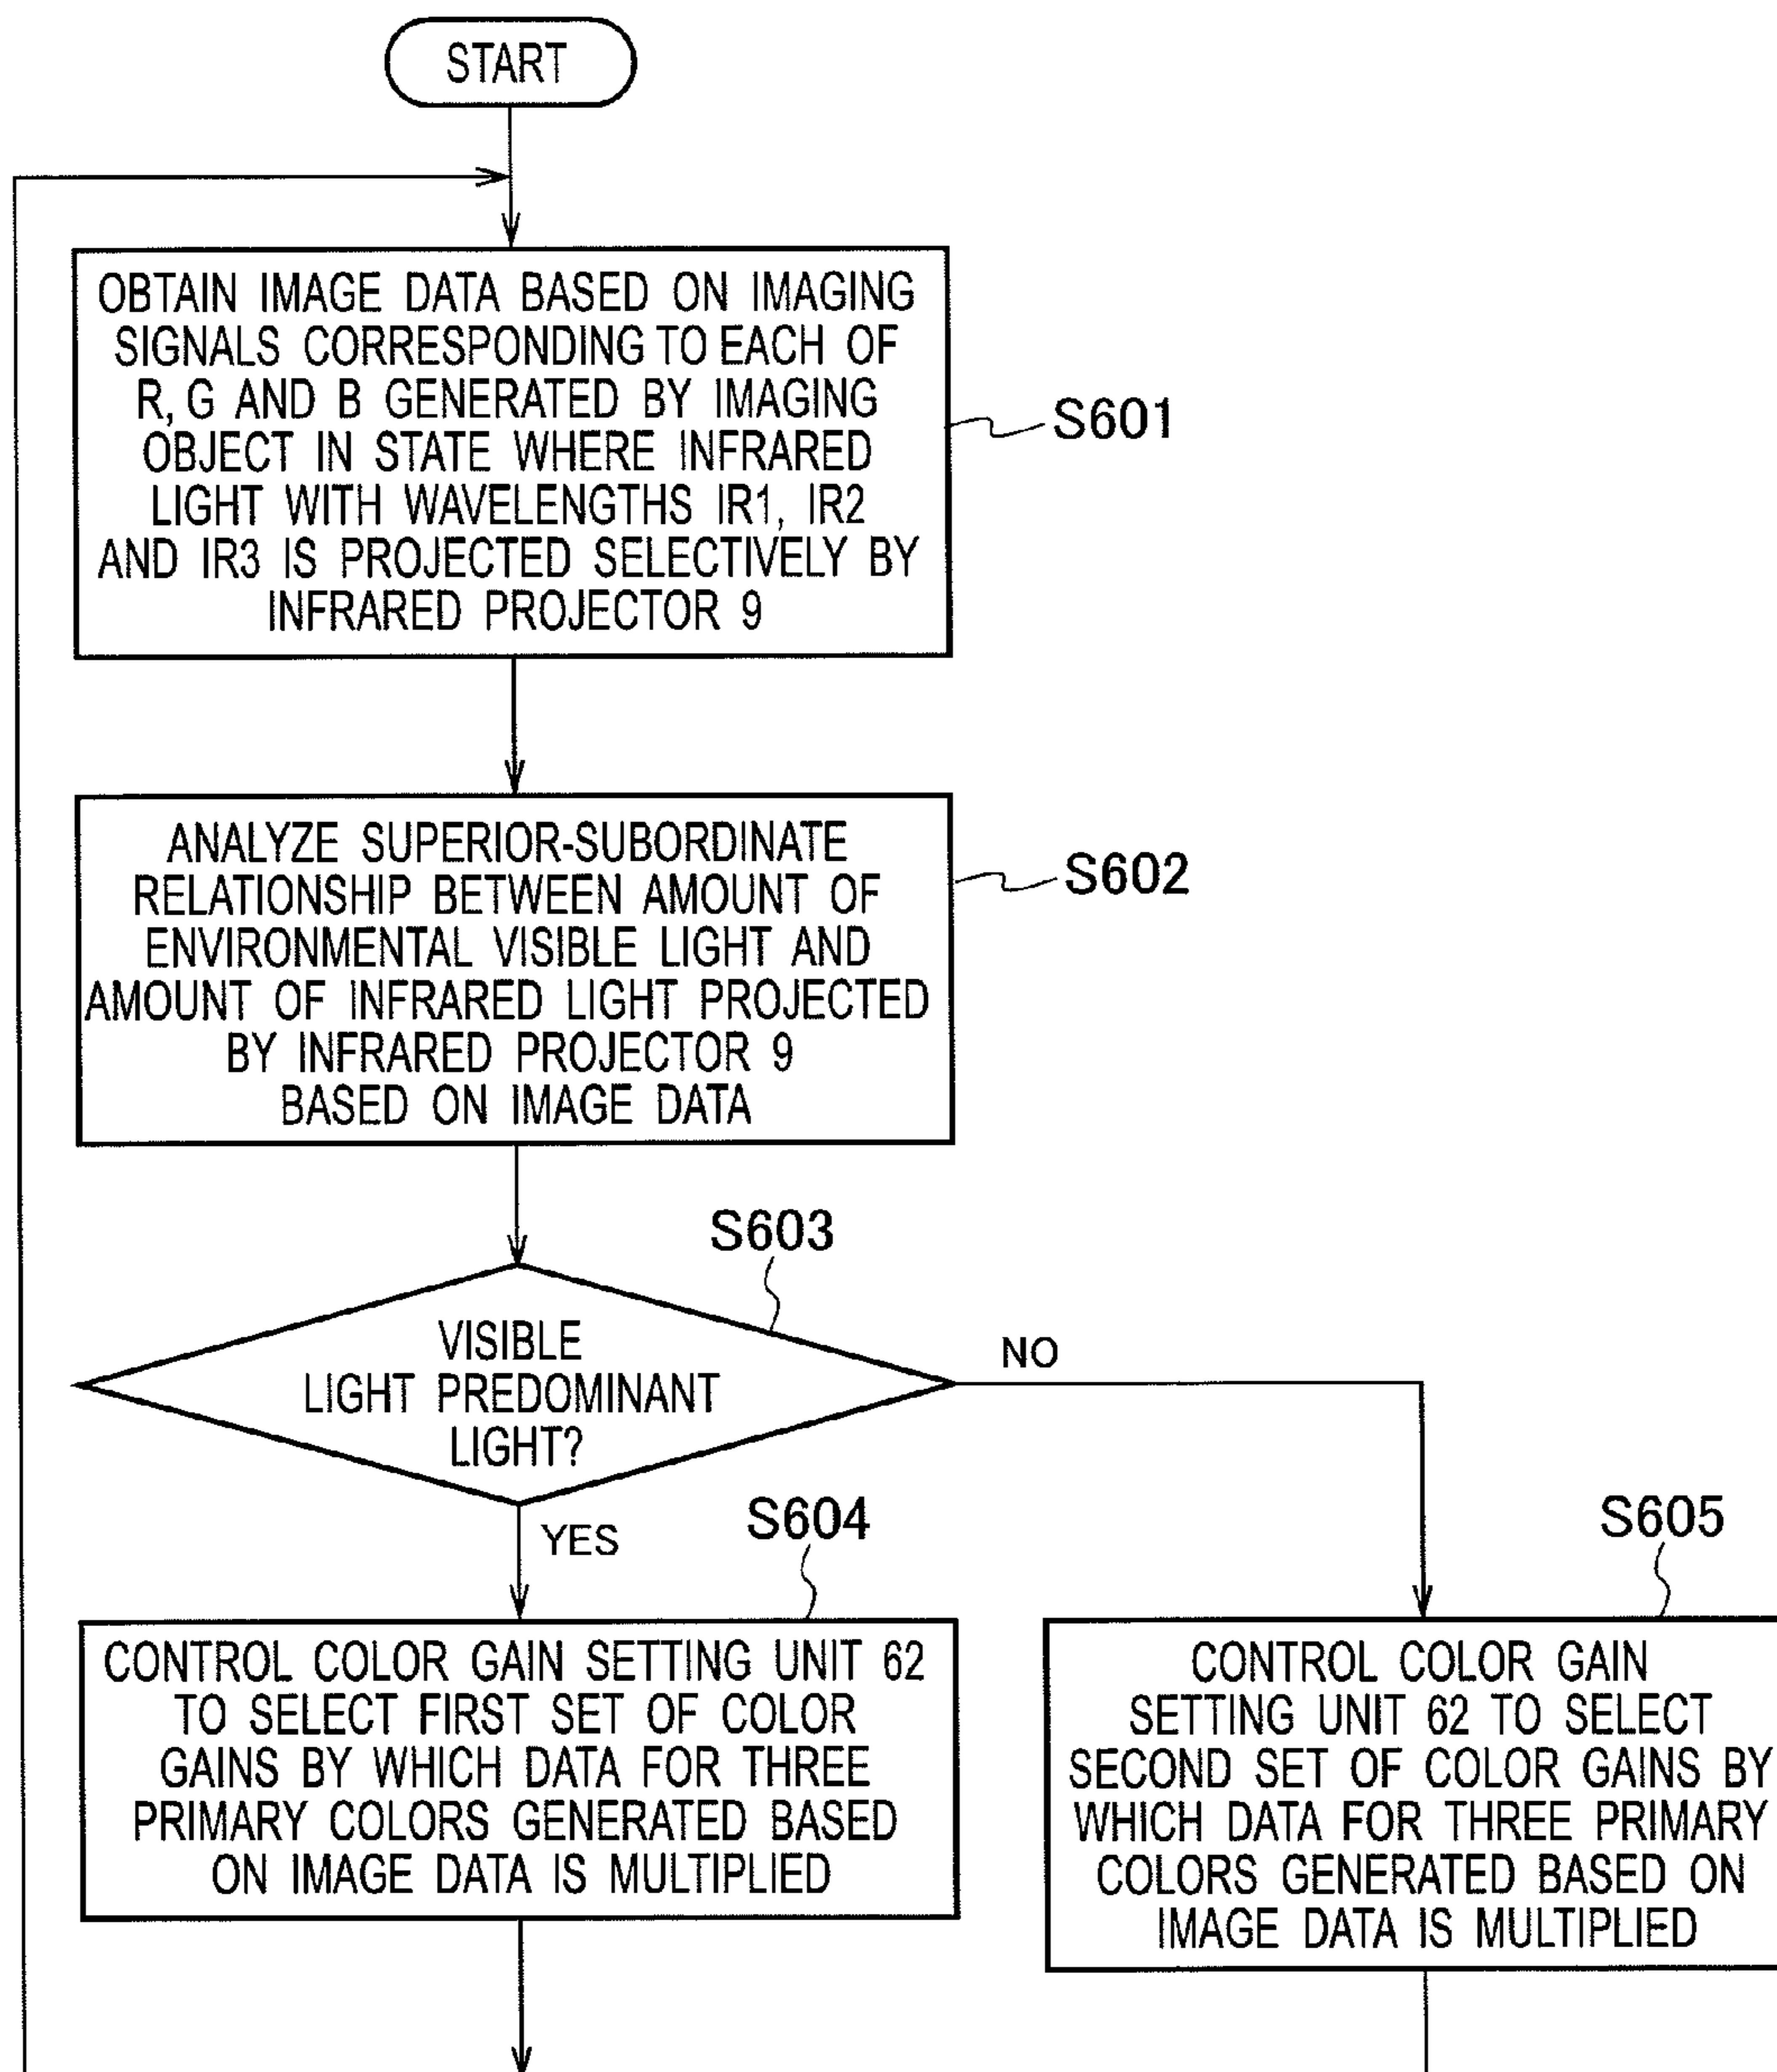 START
OBTAIN IMAGE DATA BASED ON IMAGING
SIGNALS CORRESPONDING TO EACH OF
R, G AND B GENERATED BY IMAGING
OBJECT IN STATE WHERE INFRARED
LIGHT WITH WAVELENGTHS IR1, IR2
AND IR3 IS PROJECTED SELECTIVELY BY
INFRARED PROJECTOR 9
S601
ANALYZE SUPERIOR-SUBORDINATE
RELATIONSHIP BETWEEN AMOUNT OF
ENVIRONMENTAL VISIBLE LIGHT AND
AMOUNT OF INFRARED LIGHT PROJECTED
BY INFRARED PROJECTOR 9
BASED ON IMAGE DATA
S602
S603
VISIBLE
LIGHT PREDOMINANT
LIGHT?
NO
YES
S604
CONTROL COLOR GAIN SETTING UNIT 62
TO SELECT FIRST SET OF COLOR
GAINS BY WHICH DATA FOR THREE
PRIMARY COLORS GENERATED BASED
ON IMAGE DATA IS MULTIPLIED
S605
CONTROL COLOR GAIN
SETTING UNIT 62 TO SELECT
SECOND SET OF COLOR GAINS BY
WHICH DATA FOR THREE PRIMARY
COLORS GENERATED BASED ON
IMAGE DATA IS MULTIPLIED